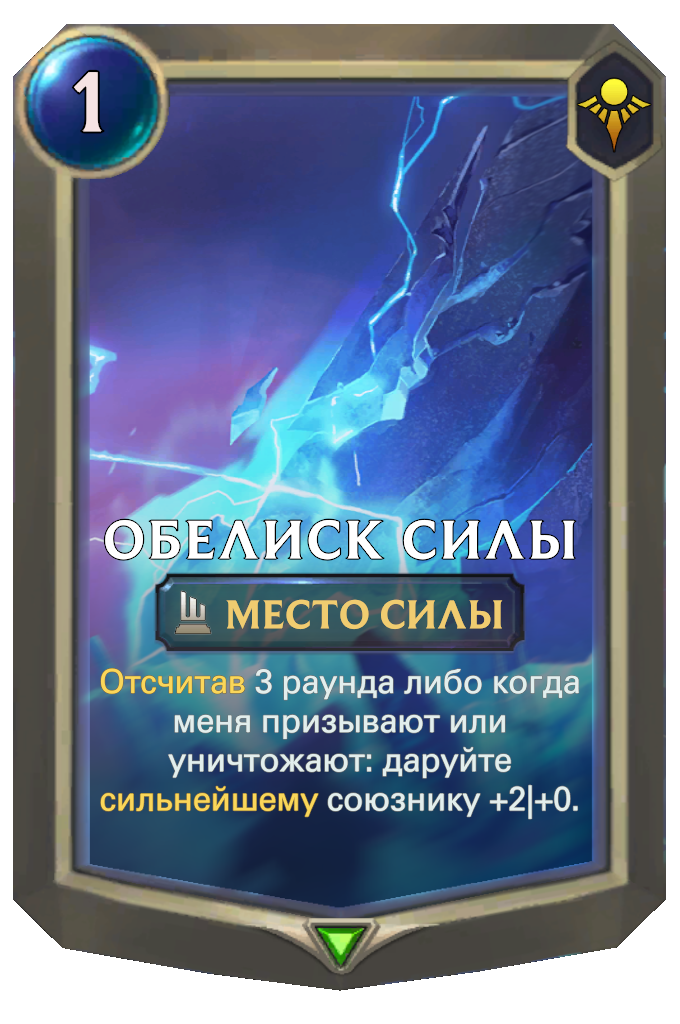 1
ОБЕЛИСК СИЛЫ
МЕСТО СИЛЫ
Отсчитав 3 раунда либо когда
меня призывают или
уничтожают: даруйте
сильнейшему союзнику +2|+0.